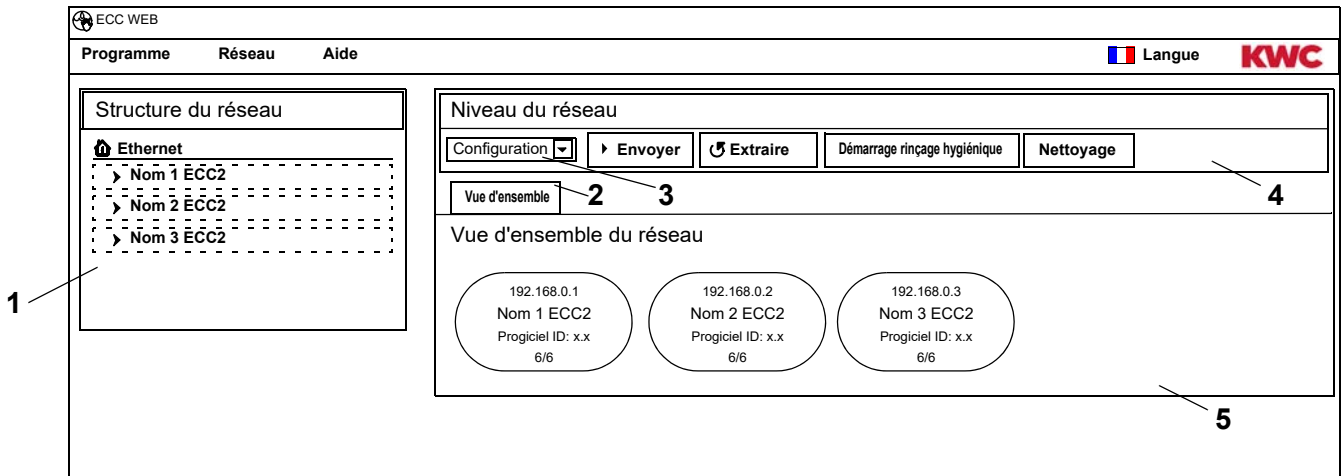 ECC WEB
Programme Réseau Aide Langue KWC
Structure du réseau
Ethernet
Nom 1 ECC2
Nom 2 ECC2
Nom 3 ECC2
1
Niveau du réseau
Configuration Envoyer Extraire Démarrage rinçage hygiénique Nettoyage
Vue d'ensemble 2 3 4
Vue d'ensemble du réseau
192.168.0.1
Nom 1 ECC2
Progiciel ID: x.x
6/6
192.168.0.2
Nom 2 ECC2
Progiciel ID: x.x
6/6
192.168.0.3
Nom 3 ECC2
Progiciel ID: x.x
6/6
5